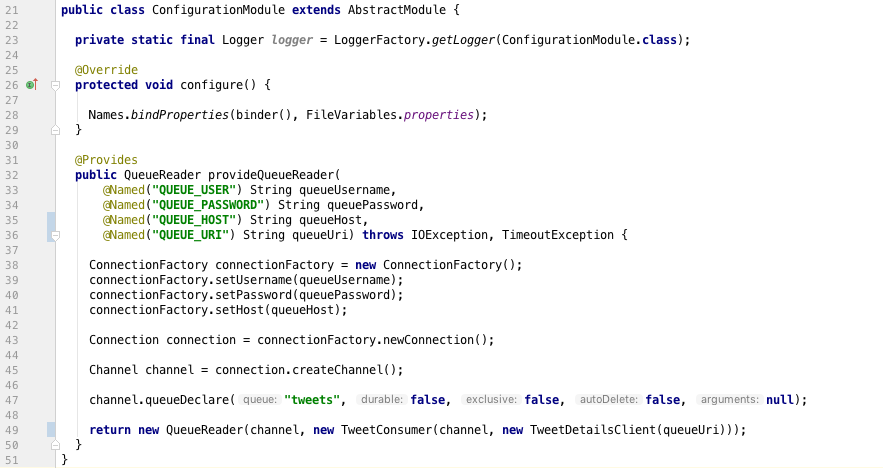 21 public class ConfigurationModule extends AbstractModule {
22
23   private static final Logger logger = LoggerFactory.getLogger(ConfigurationModule.class);
24
25   @Override
26   protected void configure() {
27
28     Names.bindProperties(binder(), FileVariables.properties);
29   }
30
31   @Provides
32   public QueueReader provideQueueReader(
33       @Named("QUEUE_USER") String queueUsername,
34       @Named("QUEUE_PASSWORD") String queuePassword,
35       @Named("QUEUE_HOST") String queueHost,
36       @Named("QUEUE_URI") String queueUri) throws IOException, TimeoutException {
37
38     ConnectionFactory connectionFactory = new ConnectionFactory();
39     connectionFactory.setUsername(queueUsername);
40     connectionFactory.setPassword(queuePassword);
41     connectionFactory.setHost(queueHost);
42
43     Connection connection = connectionFactory.newConnection();
44
45     Channel channel = connection.createChannel();
46
47     channel.queueDeclare( queue: "tweets", durable: false, exclusive: false, autoDelete: false, arguments: null);
48
49     return new QueueReader(channel, new TweetConsumer(channel, new TweetDetailsClient(queueUri)));
50   }
51 }